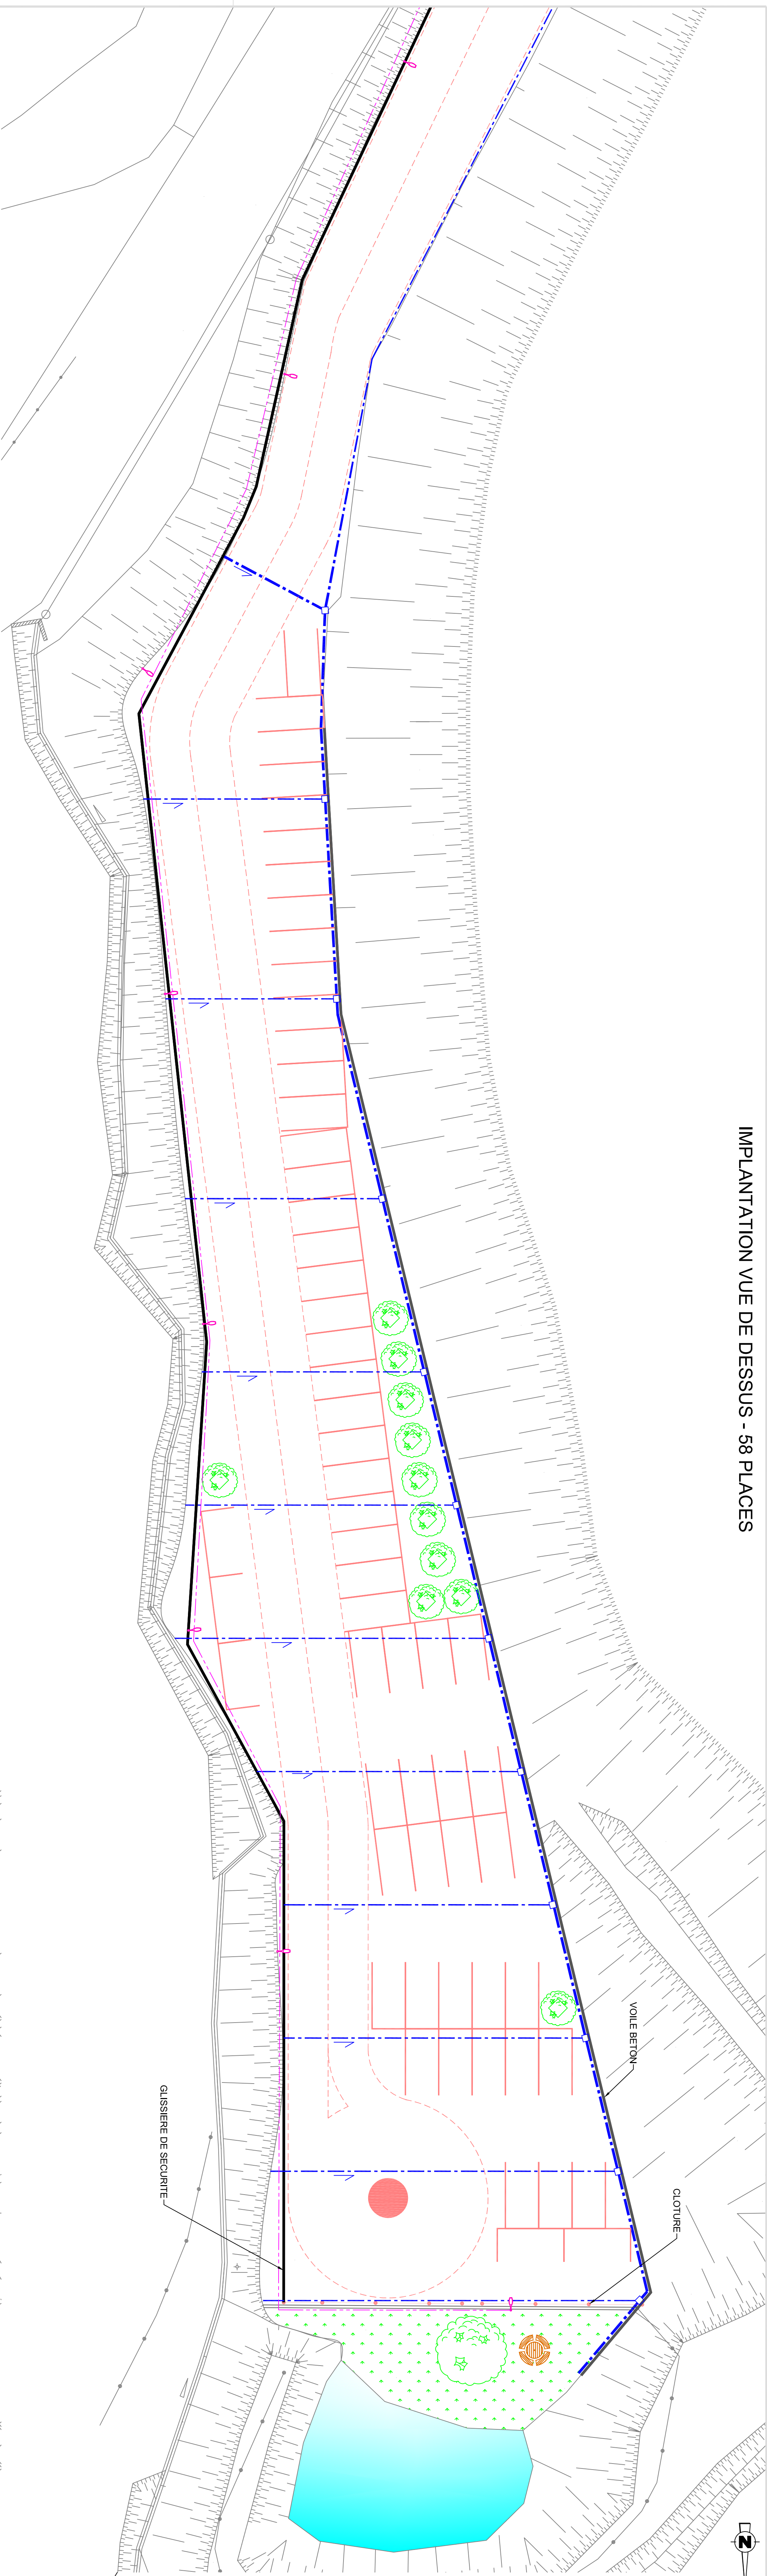 IMPLANTATION VUE DE DESSUS - 58 PLACES
VOILE BETON
GLISSIERE DE SECURITE
CLOTURE
N